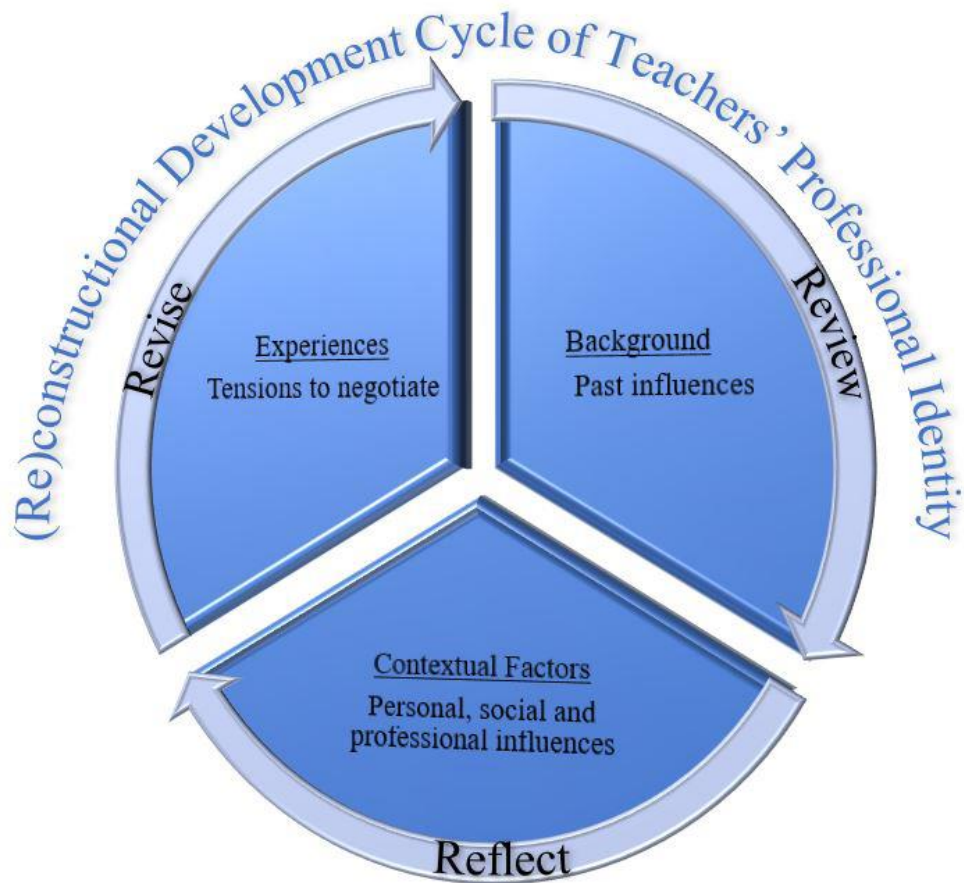 (Re)constructional Development Cycle of Teachers’ Professional Identity
Revise
Experiences
Tensions to negotiate
Background
Past influences
Review
Contextual Factors
Personal, social and
professional influences
Reflect